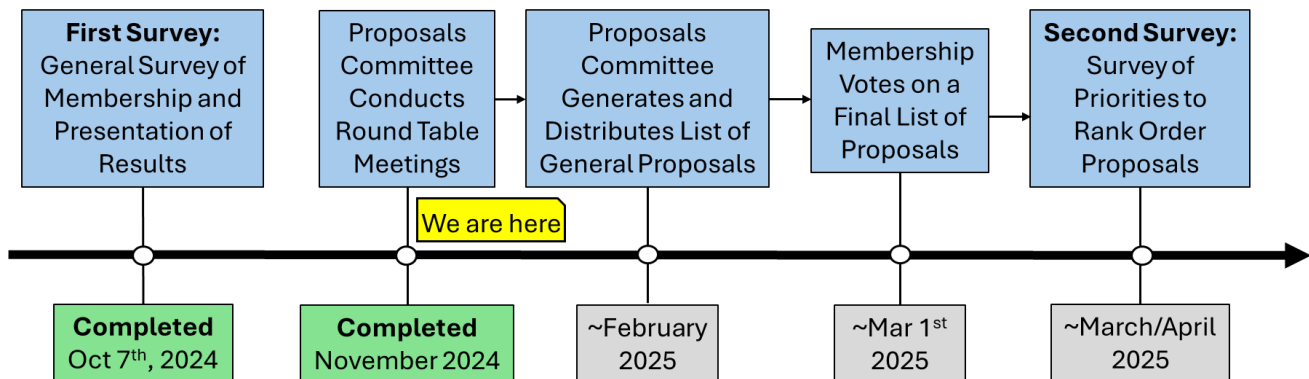 First Survey:
General Survey of
Membership and
Presentation of
Results
Proposals
Committee
Conducts
Round Table
Meetings
Proposals
Committee
Generates and
Distributes List of
General Proposals
Membership
Votes on a
Final List of
Proposals
Second Survey:
Survey of
Priorities to
Rank Order
Proposals
We are here
Completed
Oct 7th, 2024
Completed
November 2024
~February
2025
~Mar 1st
2025
~March/April
2025